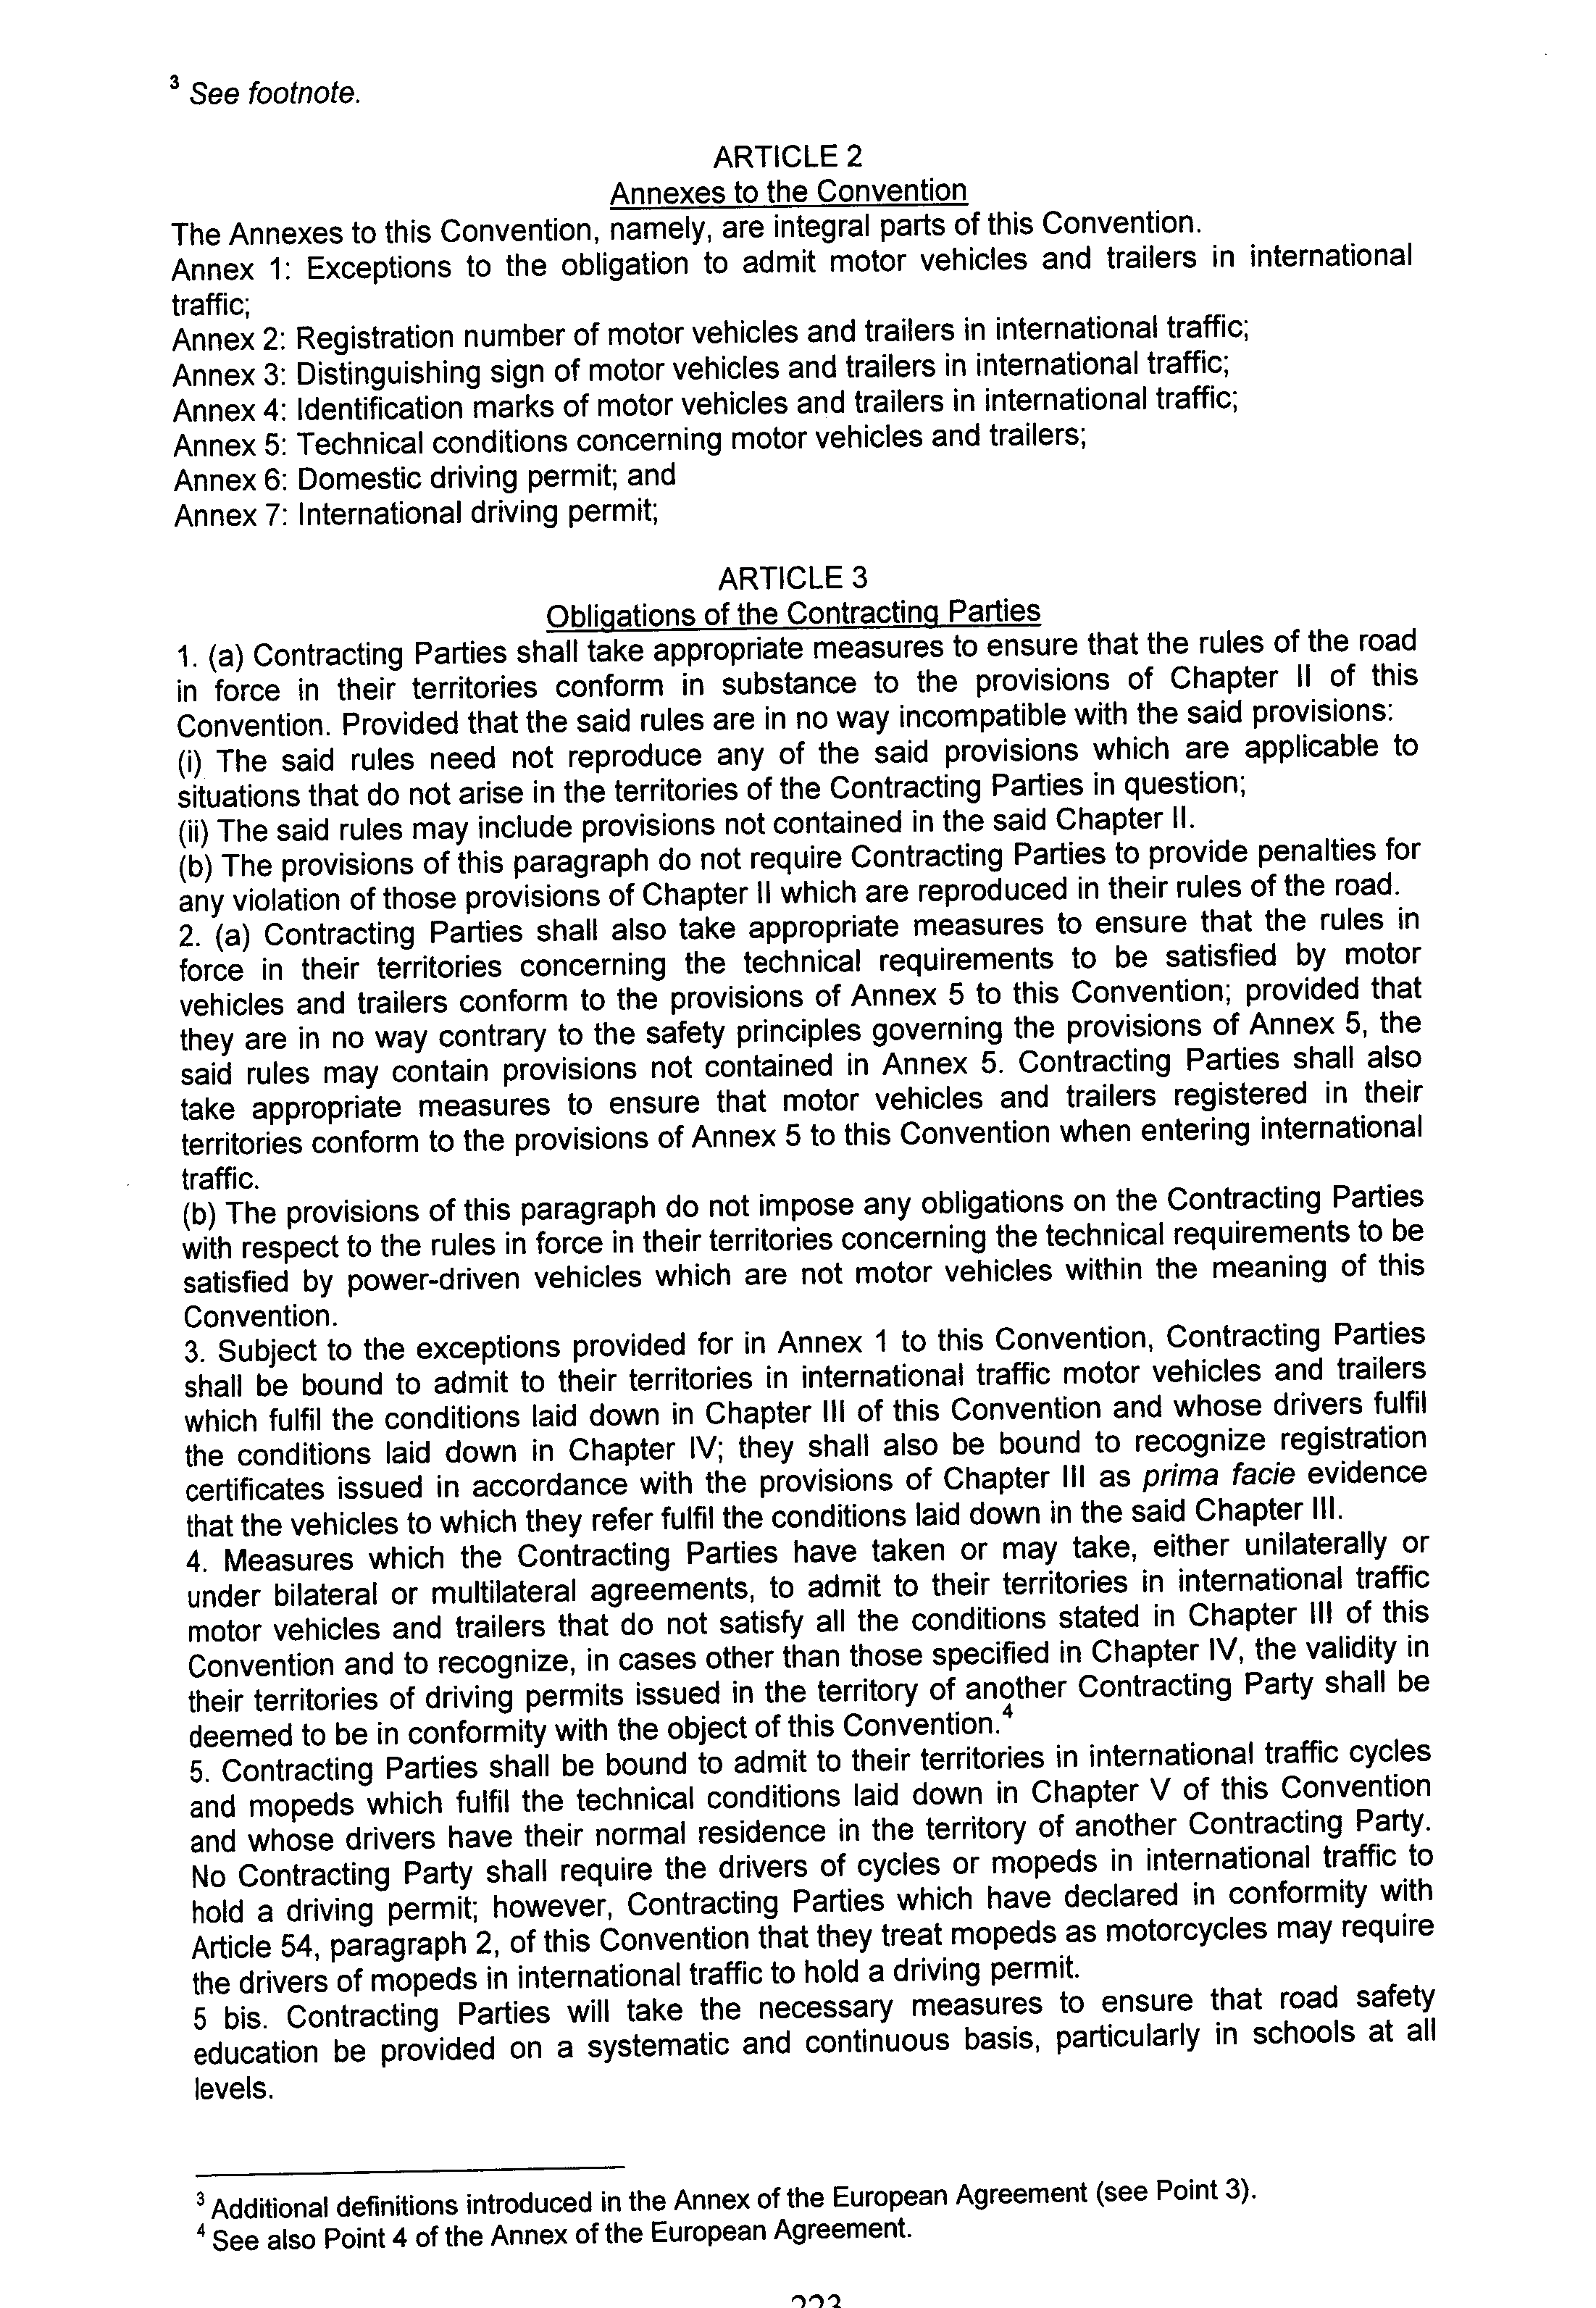 ³ See footnote.
ARTICLE 2
Annexes to the Convention
The Annexes to this Convention, namely, are integral parts of this Convention.
Annex 1: Exceptions to the obligation to admit motor vehicles and trailers in international
traffic;
Annex 2: Registration number of motor vehicles and trailers in international traffic;
Annex 3: Distinguishing sign of motor vehicles and trailers in international traffic;
Annex 4: Identification marks of motor vehicles and trailers in international traffic;
Annex 5: Technical conditions concerning motor vehicles and trailers;
Annex 6: Domestic driving permit; and
Annex 7: International driving permit;
ARTICLE 3
Obligations of the Contracting Parties
1. (a) Contracting Parties shall take appropriate measures to ensure that the rules of the road
in force in their territories conform in substance to the provisions of Chapter II of this
Convention. Provided that the said rules are in no way incompatible with the said provisions:
(i) The said rules need not reproduce any of the said provisions which are applicable to
situations that do not arise in the territories of the Contracting Parties in question;
(ii) The said rules may include provisions not contained in the said Chapter II.
(b) The provisions of this paragraph do not require Contracting Parties to provide penalties for
any violation of those provisions of Chapter II which are reproduced in their rules of the road.
2. (a) Contracting Parties shall also take appropriate measures to ensure that the rules in
force in their territories concerning the technical requirements to be satisfied by motor
vehicles and trailers conform to the provisions of Annex 5 to this Convention; provided that
they are in no way contrary to the safety principles governing the provisions of Annex 5, the
said rules may contain provisions not contained in Annex 5. Contracting Parties shall also
take appropriate measures to ensure that motor vehicles and trailers registered in their
territories conform to the provisions of Annex 5 to this Convention when entering international
traffic.
(b) The provisions of this paragraph do not impose any obligations on the Contracting Parties
with respect to the rules in force in their territories concerning the technical requirements to be
satisfied by power-driven vehicles which are not motor vehicles within the meaning of this
Convention.
3. Subject to the exceptions provided for in Annex 1 to this Convention, Contracting Parties
shall be bound to admit to their territories in international traffic motor vehicles and trailers
which fulfil the conditions laid down in Chapter III of this Convention and whose drivers fulfil
the conditions laid down in Chapter IV; they shall also be bound to recognize registration
certificates issued in accordance with the provisions of Chapter III as prima facie evidence
that the vehicles to which they refer fulfil the conditions laid down in the said Chapter III.
4. Measures which the Contracting Parties have taken or may take, either unilaterally or
under bilateral or multilateral agreements, to admit to their territories in international traffic
motor vehicles and trailers that do not satisfy all the conditions stated in Chapter III of this
Convention and to recognize, in cases other than those specified in Chapter IV, the validity in
their territories of driving permits issued in the territory of another Contracting Party shall be
deemed to be in conformity with the object of this Convention.⁴
5. Contracting Parties shall be bound to admit to their territories in international traffic cycles
and mopeds which fulfil the technical conditions laid down in Chapter V of this Convention
and whose drivers have their normal residence in the territory of another Contracting Party.
No Contracting Party shall require the drivers of cycles or mopeds in international traffic to
hold a driving permit; however, Contracting Parties which have declared in conformity with
Article 54, paragraph 2, of this Convention that they treat mopeds as motorcycles may require
the drivers of mopeds in international traffic to hold a driving permit.
5 bis. Contracting Parties will take the necessary measures to ensure that road safety
education be provided on a systematic and continuous basis, particularly in schools at all
levels.
³ Additional definitions introduced in the Annex of the European Agreement (see Point 3).
⁴ See also Point 4 of the Annex of the European Agreement.
223